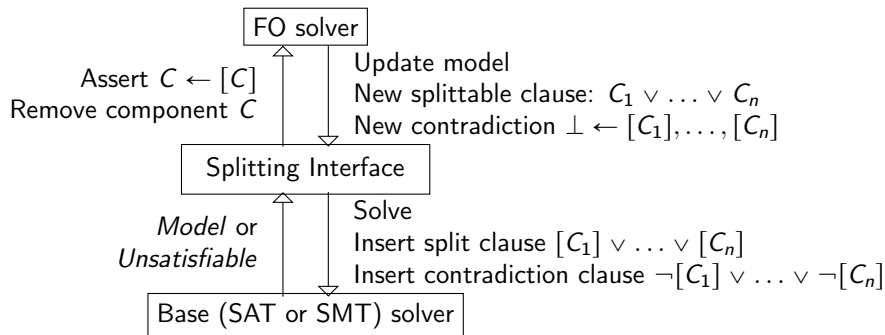 FO solver
Assert C ← [C]
Remove component C
Update model
New splittable clause: C₁ ∨ … ∨ Cₙ
New contradiction ⊥ ← [C₁], …, [Cₙ]
Splitting Interface
Model or
Unsatisfiable
Solve
Insert split clause [C₁] ∨ … ∨ [Cₙ]
Insert contradiction clause ¬[C₁] ∨ … ∨ ¬[Cₙ]
Base (SAT or SMT) solver